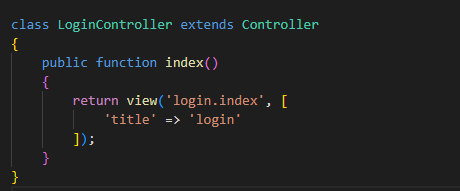 class LoginController extends Controller
{
    public function index()
    {
        return view('login.index', [
            'title' => 'login'
        ]);
    }
}